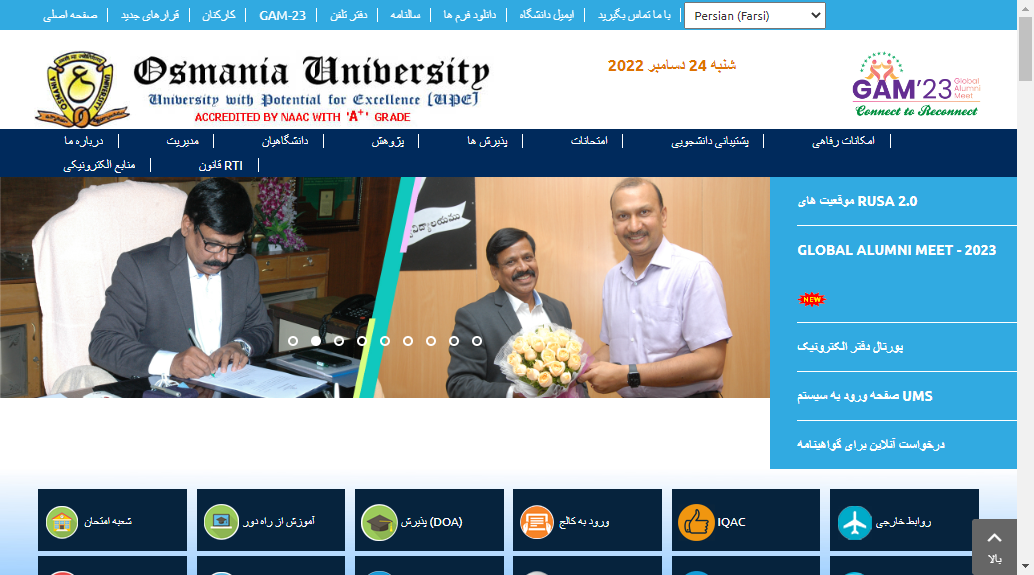 صفحه اصلی
قرارهای جدید
کارکنان
GAM-23
دفتر تلفن
سالنامه
دانلود فرم ها
ایمیل دانشگاه
با ما تماس بگیرید
Persian (Farsi)
Osmania University
University with Potential for Excellence [UPE]
ACCREDITED BY NAAC WITH 'A+' GRADE
شنبه 24 دسامبر 2022
GAM'23
Global
Alumni
Meet
Connect to Reconnect
درباره ما
مدیریت
دانشگاهیان
پژوهش
پذیرش ها
امتحانات
پشتیبانی دانشجویی
امکانات رفاهی
منابع الکترونیکی
قانون RTI
موقعیت های RUSA 2.0
GLOBAL ALUMNI MEET - 2023
NEW
پورتال دفتر الکترونیک
صفحه ورود به سیستم UMS
درخواست آنلاین برای گواهینامه
شعبه امتحان
آموزش از راه دور
پذیرش (DOA)
ورود به کالج
IQAC
روابط خارجی
بالا